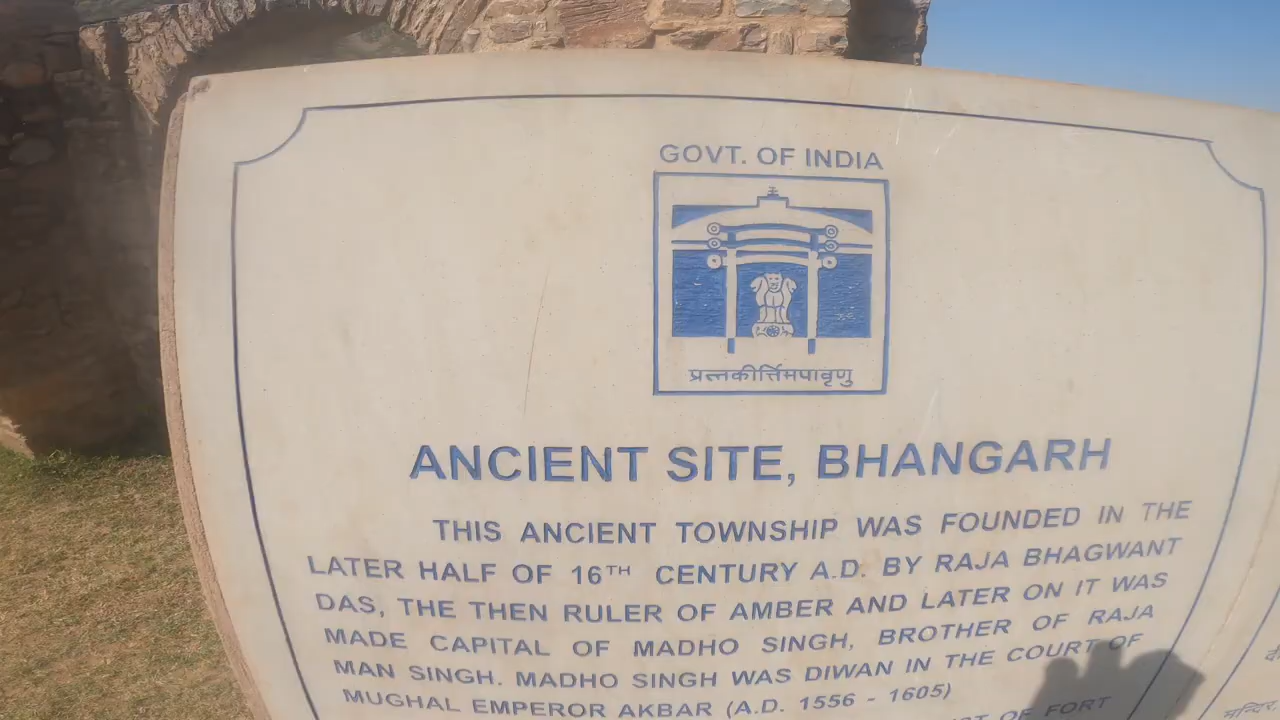 GOVT. OF INDIA
प्रत्नकीर्त्तिमपावृणु
ANCIENT SITE, BHANGARH
THIS ANCIENT TOWNSHIP WAS FOUNDED IN THE
LATER HALF OF 16TH CENTURY A.D. BY RAJA BHAGWANT
DAS, THE THEN RULER OF AMBER AND LATER ON IT WAS
MADE CAPITAL OF MADHO SINGH, BROTHER OF RAJA
MAN SINGH. MADHO SINGH WAS DIWAN IN THE COURT OF
MUGHAL EMPEROR AKBAR (A.D. 1556 - 1605)
OF FORT